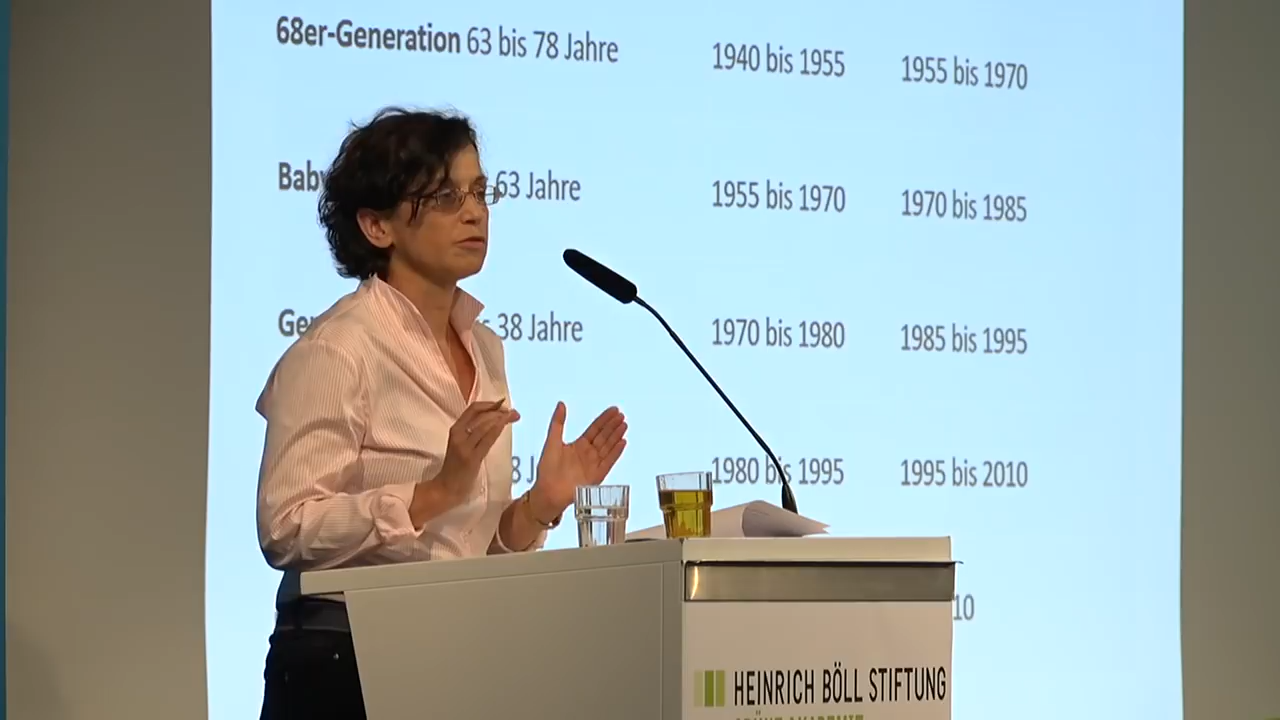 68er-Generation 63 bis 78 Jahre 1940 bis 1955 1955 bis 1970
63 Jahre 1955 bis 1970 1970 bis 1985
38 Jahre 1970 bis 1980 1985 bis 1995
1980 bis 1995 1995 bis 2010
10
HEINRICH BÖLL STIFTUNG